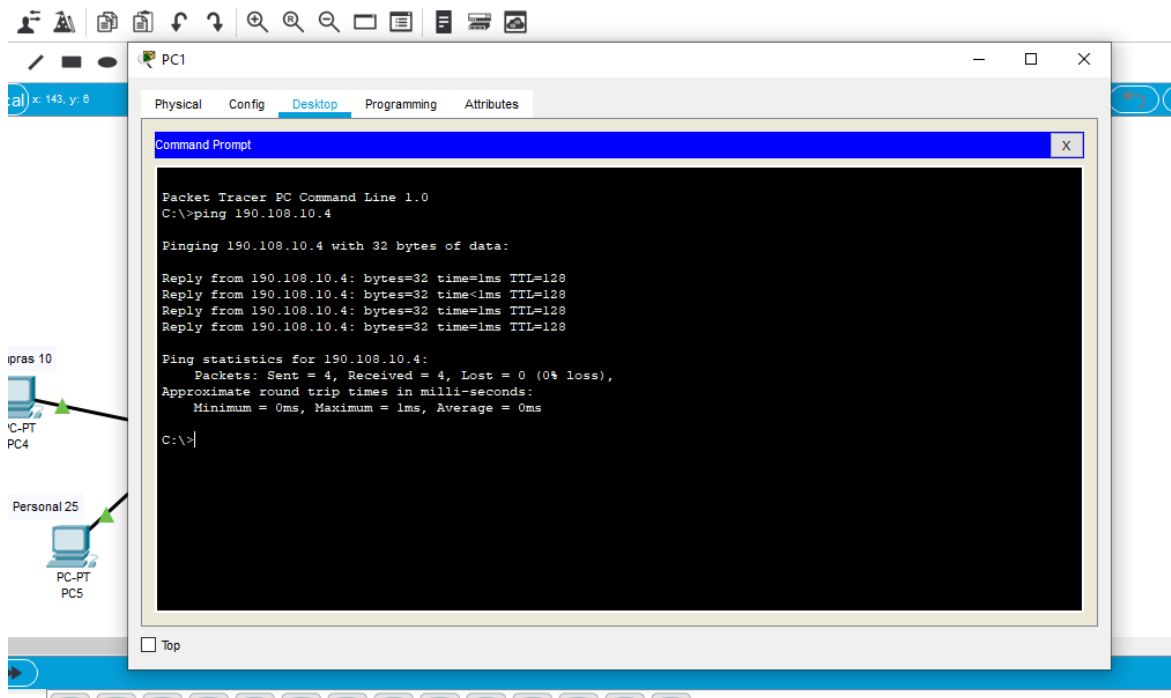 PC1
al x: 143, y: 6
Physical Config Desktop Programming Attributes
Command Prompt
X
Packet Tracer PC Command Line 1.0
C:\>ping 190.108.10.4
Pinging 190.108.10.4 with 32 bytes of data:
Reply from 190.108.10.4: bytes=32 time=1ms TTL=128
Reply from 190.108.10.4: bytes=32 time<1ms TTL=128
Reply from 190.108.10.4: bytes=32 time=1ms TTL=128
Reply from 190.108.10.4: bytes=32 time=1ms TTL=128
Ping statistics for 190.108.10.4:
Packets: Sent = 4, Received = 4, Lost = 0 (0% loss),
Approximate round trip times in milli-seconds:
Minimum = 0ms, Maximum = 1ms, Average = 0ms
C:\>
pras 10
PC-PT
PC4
Personal 25
PC-PT
PC5
Top